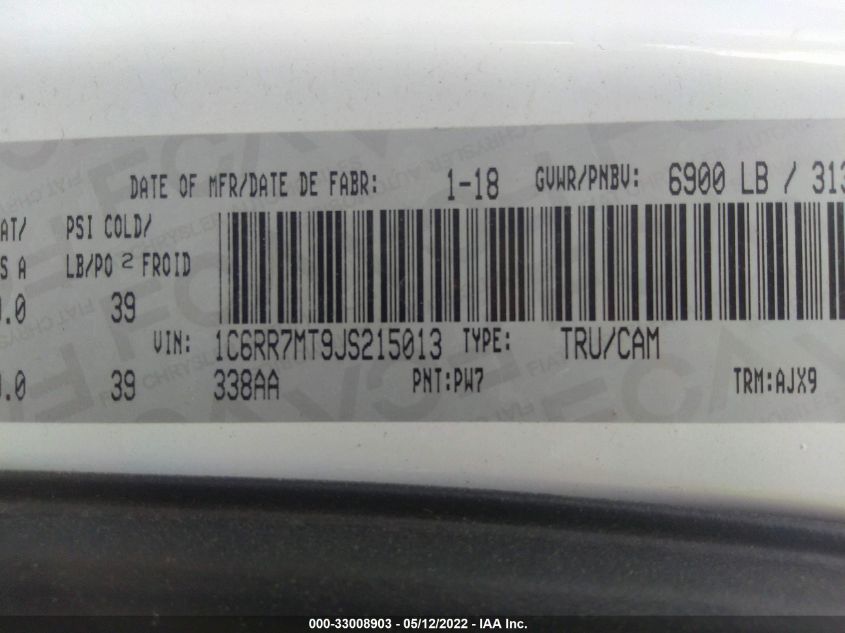 DATE OF MFR/DATE DE FABR: 1-18 GVWR/PNBV: 6900 LB / 313
AT/ PSI COLD/
S A LB/PO 2 FROID
0.0 39
VIN: 1C6RR7MT9JS215013 TYPE: TRU/CAM
0.0 39 338AA PNT:PW7 TRM:AJX9
000-33008903 - 05/12/2022 - IAA Inc.